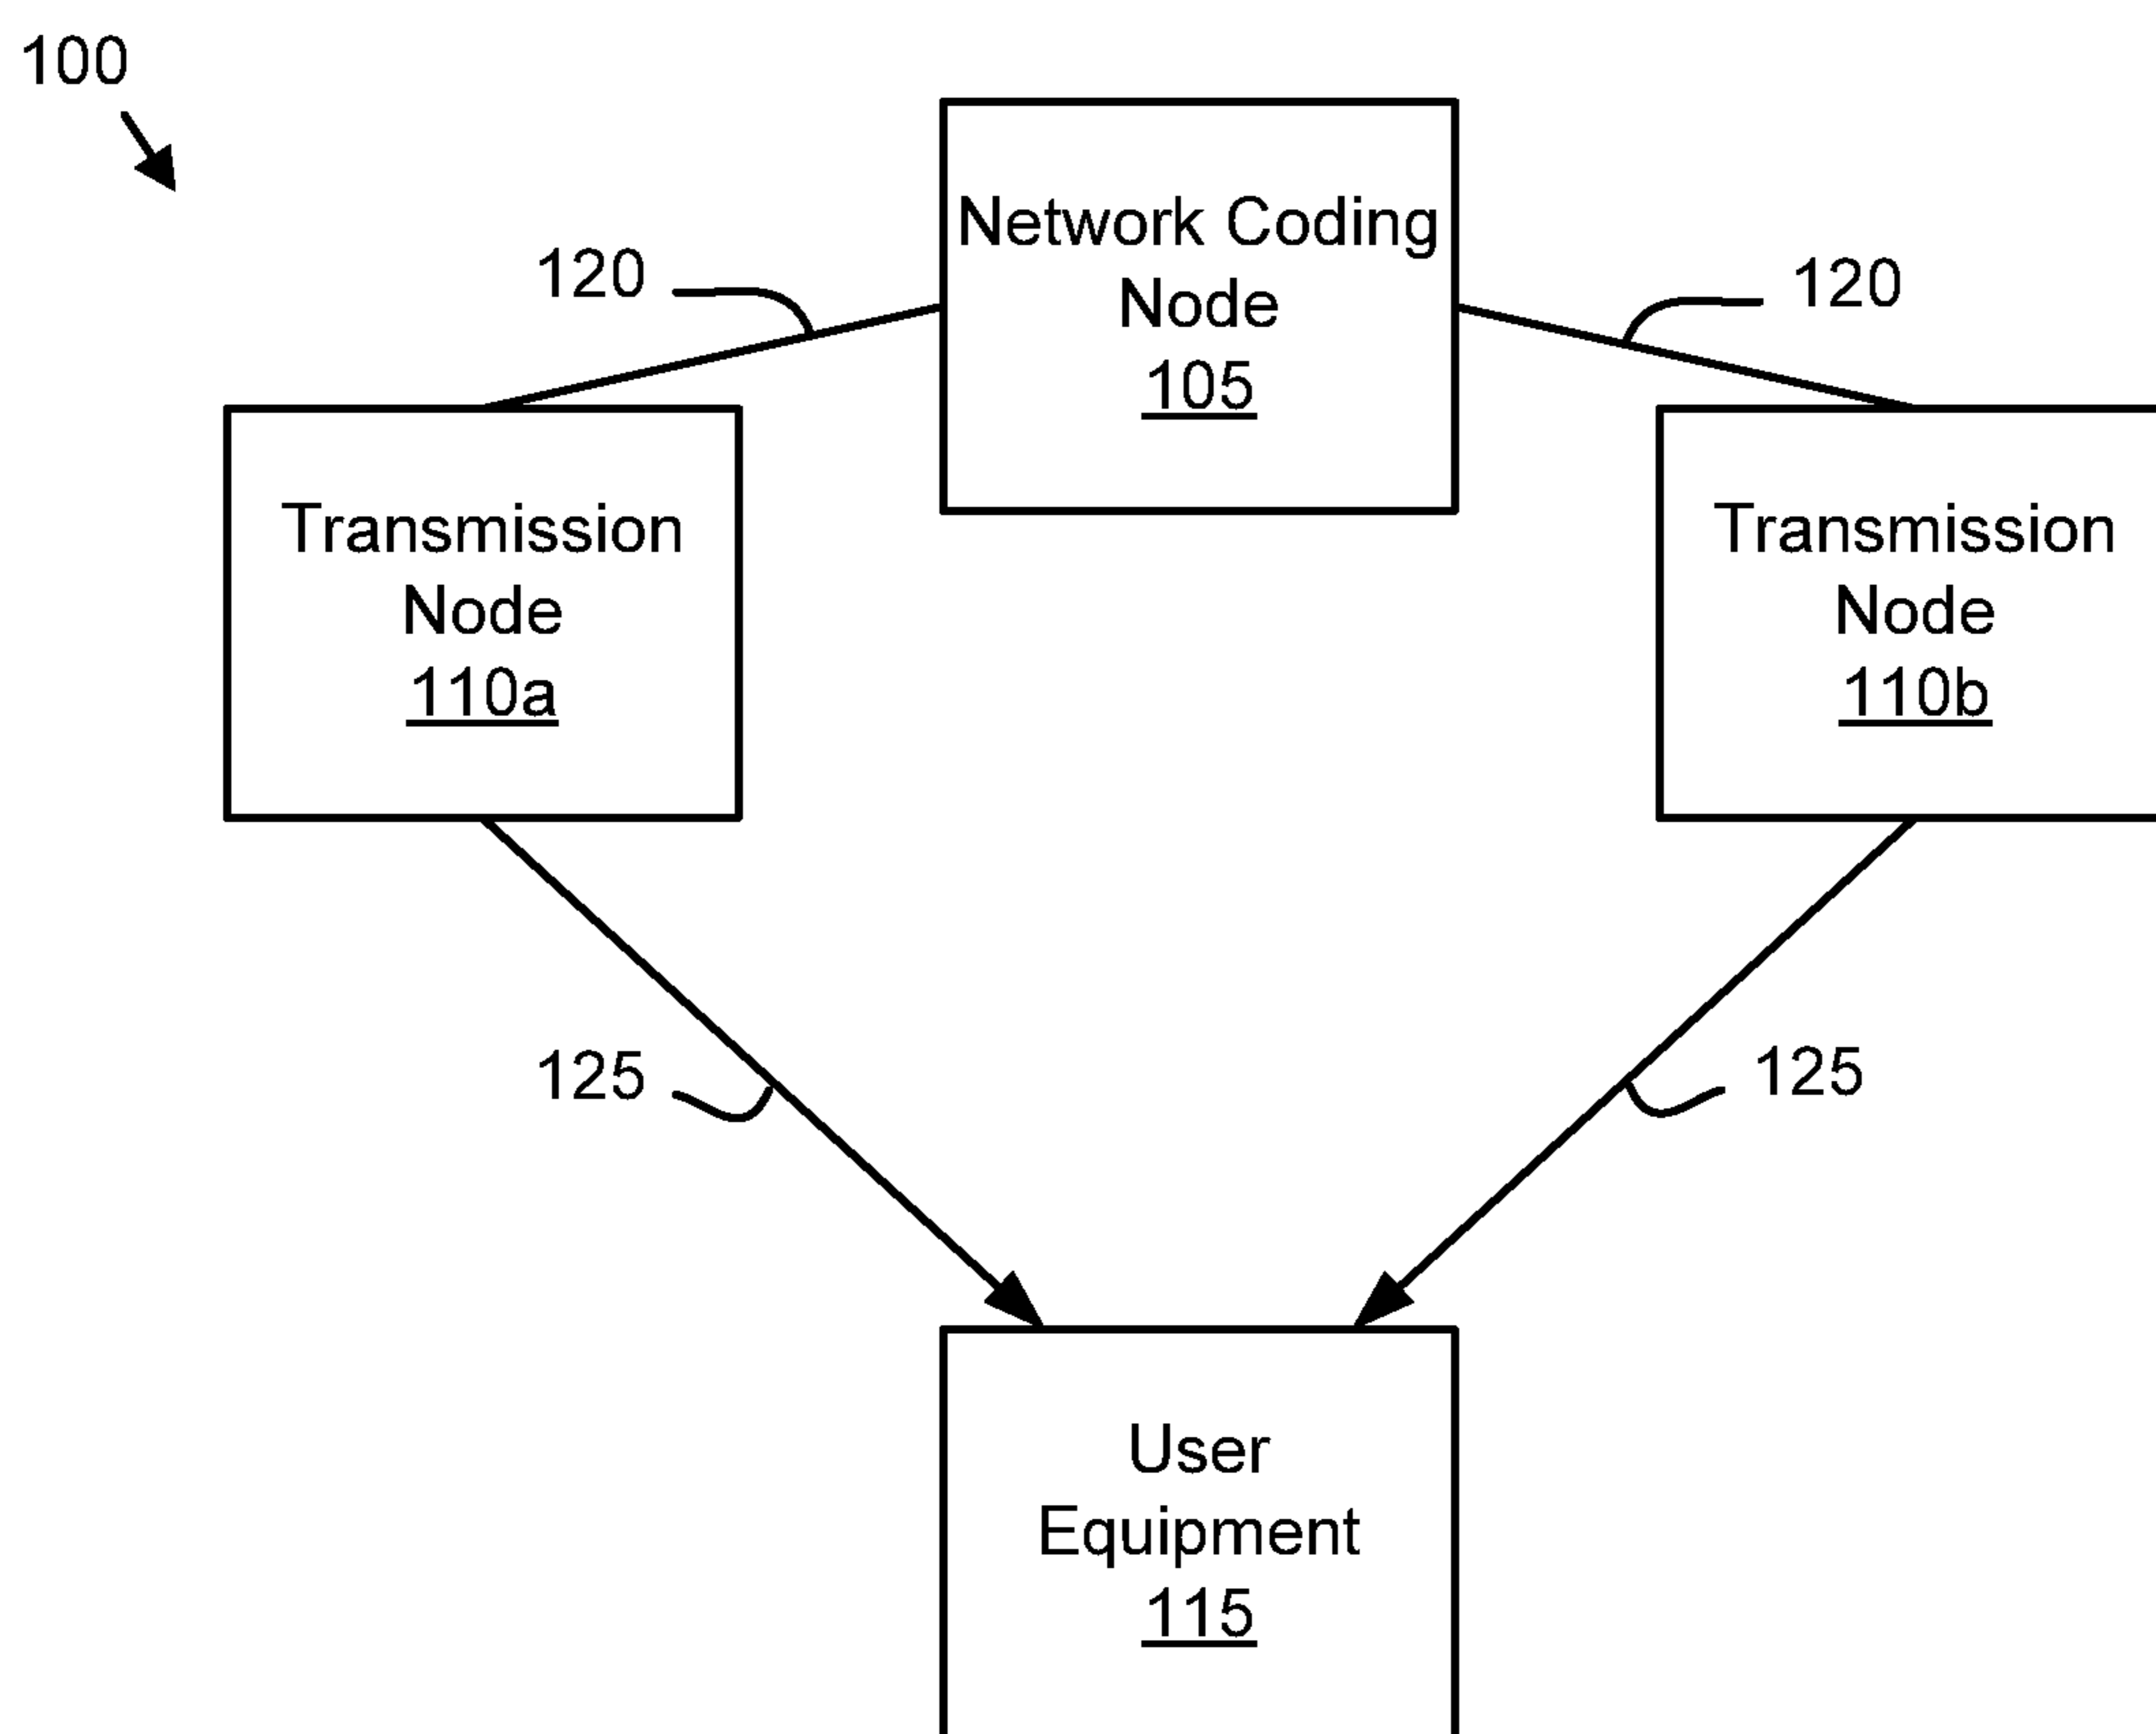 100
Network Coding
Node
105
120
120
Transmission
Node
110a
Transmission
Node
110b
125
125
User
Equipment
115